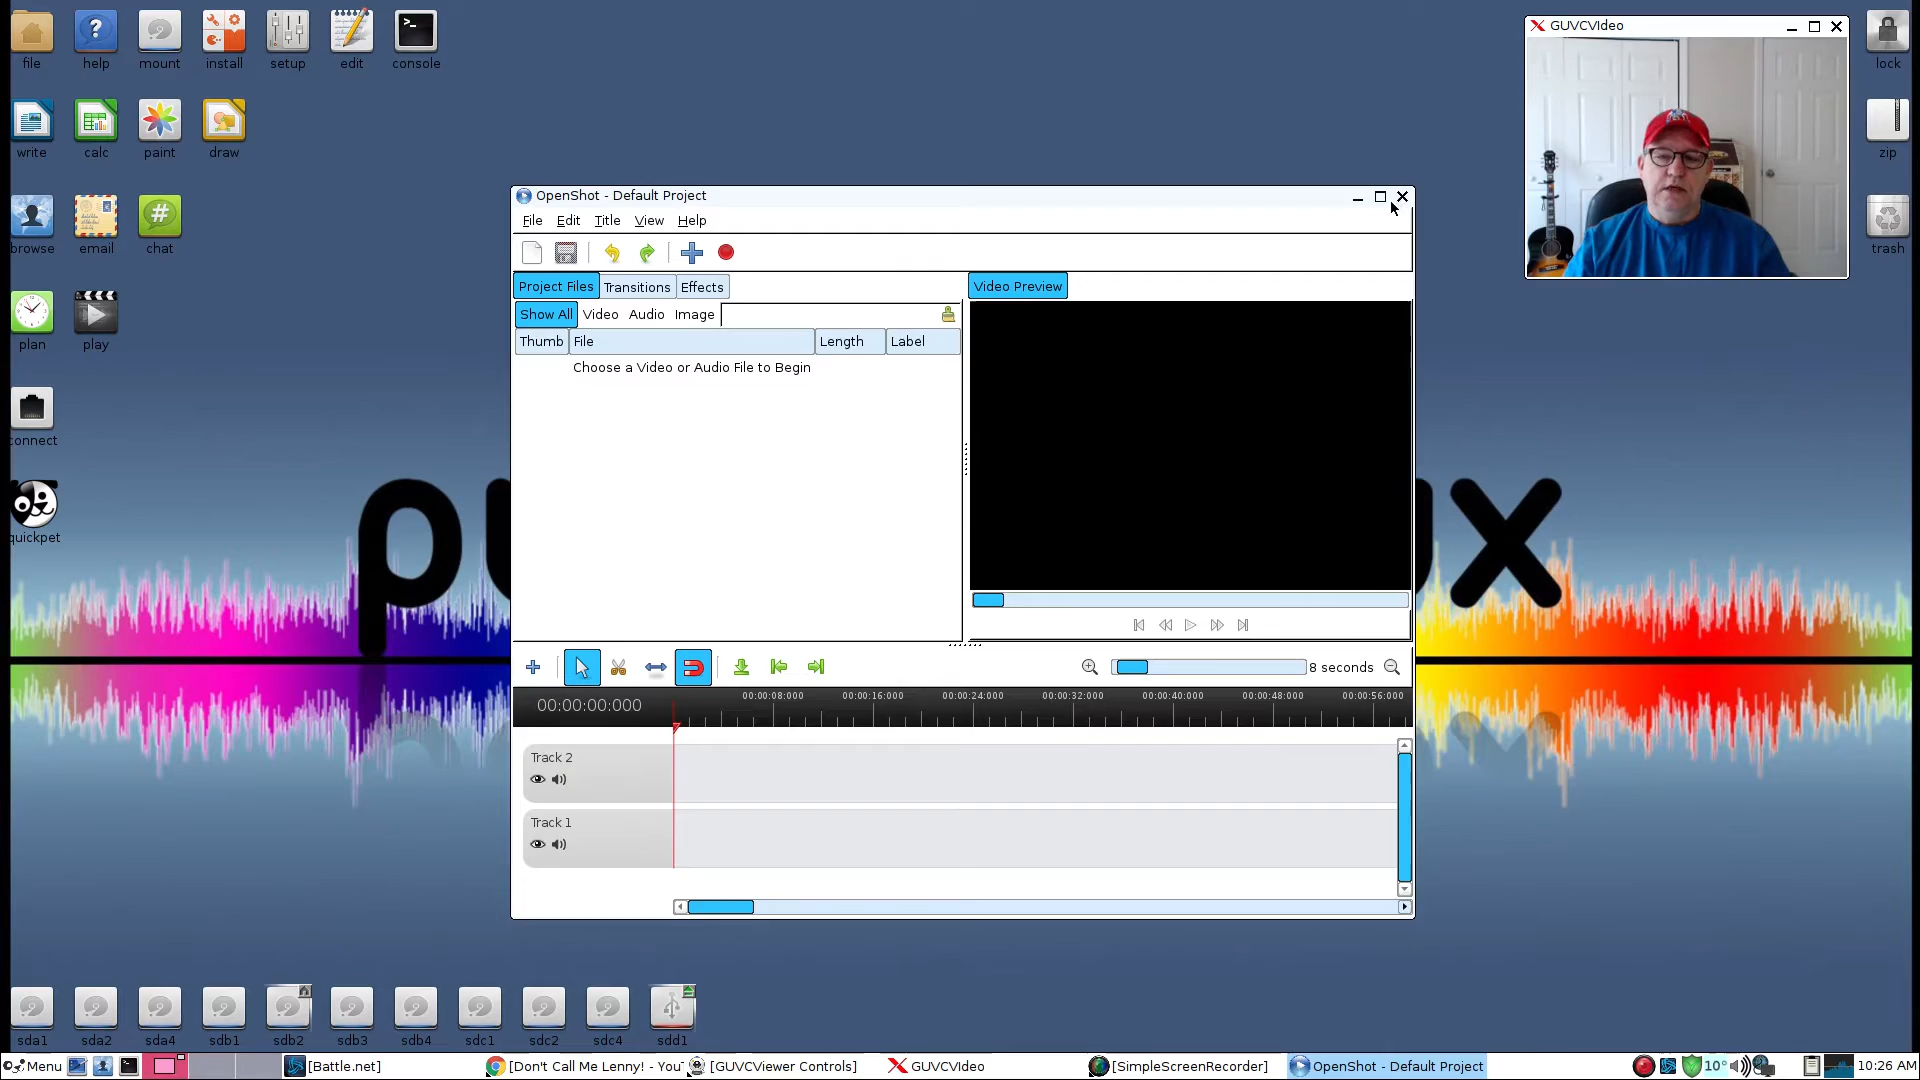 file
help
mount
install
setup
edit
console
write
calc
paint
draw
browse
email
chat
plan
play
connect
quickpet
GUVCVIdeo
lock
zip
trash
OpenShot - Default Project
File Edit Title View Help
Project Files Transitions Effects
Video Preview
Show All Video Audio Image
Thumb File Length Label
Choose a Video or Audio File to Begin
8 seconds
00:00:00:000
00:00:08:000 00:00:16:000 00:00:24:000 00:00:32:000 00:00:40:000 00:00:48:000 00:00:56:000
Track 2
Track 1
pu
ux
sda1
sda2
sda4
sdb1
sdb2
sdb3
sdb4
sdc1
sdc2
sdc4
sdd1
Menu
[Battle.net]
[Don't Call Me Lenny! - You
[GUVCViewer Controls]
GUVCVIdeo
[SimpleScreenRecorder]
OpenShot - Default Project
10°
10:26 AM